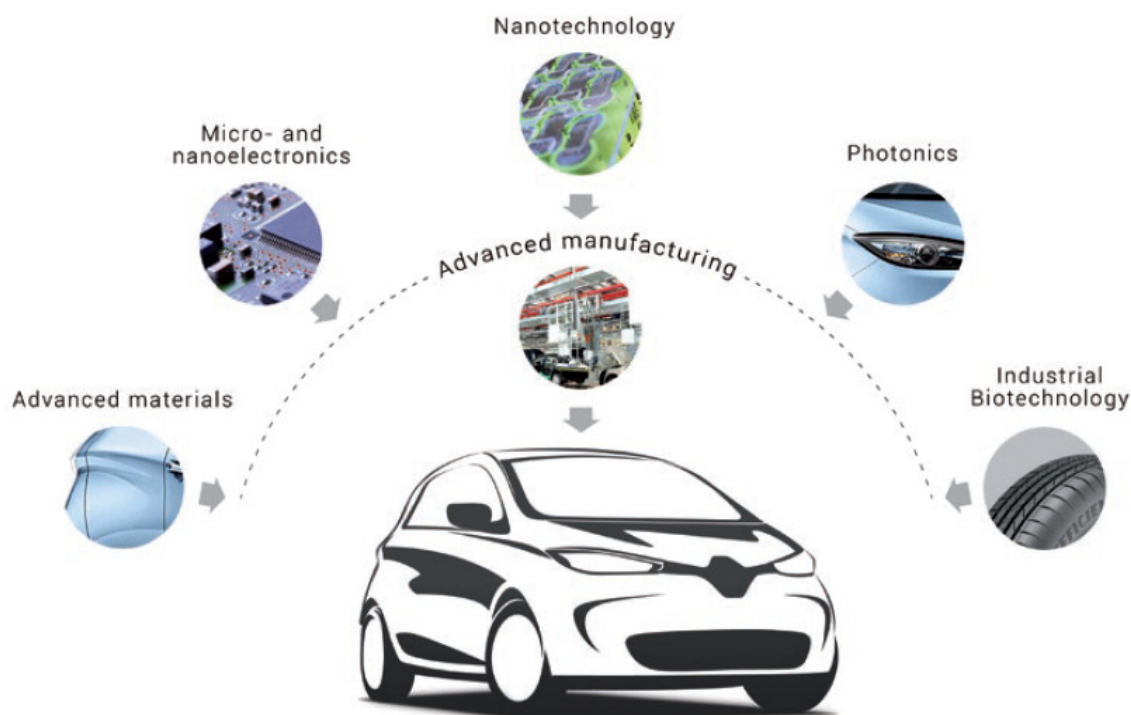 Nanotechnology
Micro- and
nanoelectronics
Photonics
Advanced manufacturing
Advanced materials
Industrial
Biotechnology